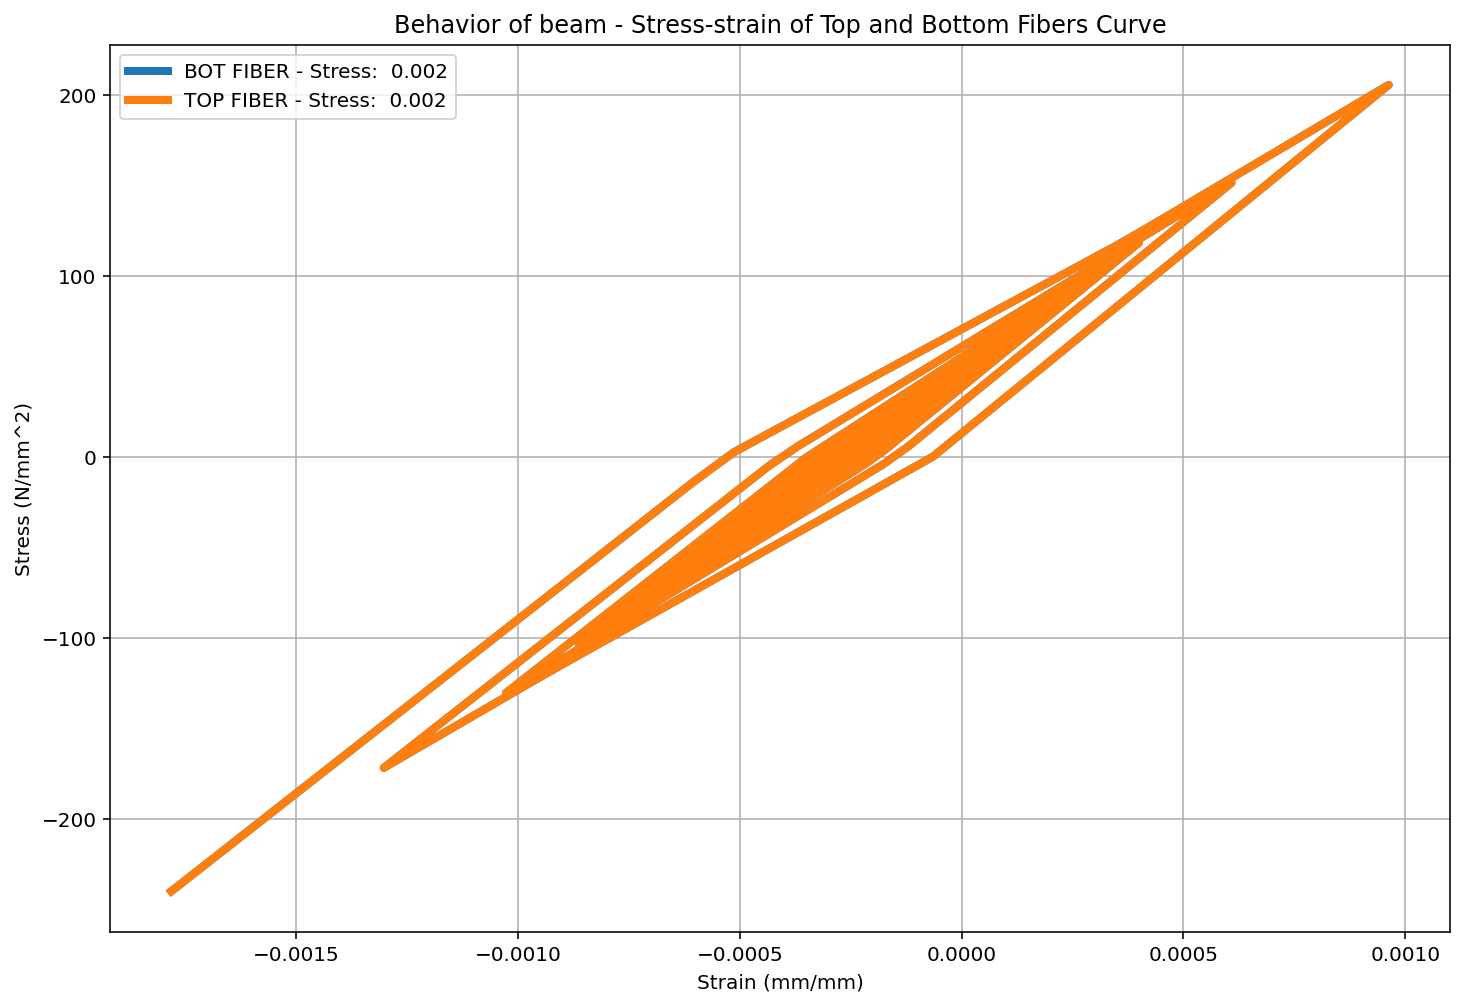 Behavior of beam - Stress-strain of Top and Bottom Fibers Curve
BOT FIBER - Stress:  0.002
TOP FIBER - Stress:  0.002
Stress (N/mm^2)
200
100
0
−100
−200
−0.0015
−0.0010
−0.0005
0.0000
0.0005
0.0010
Strain (mm/mm)